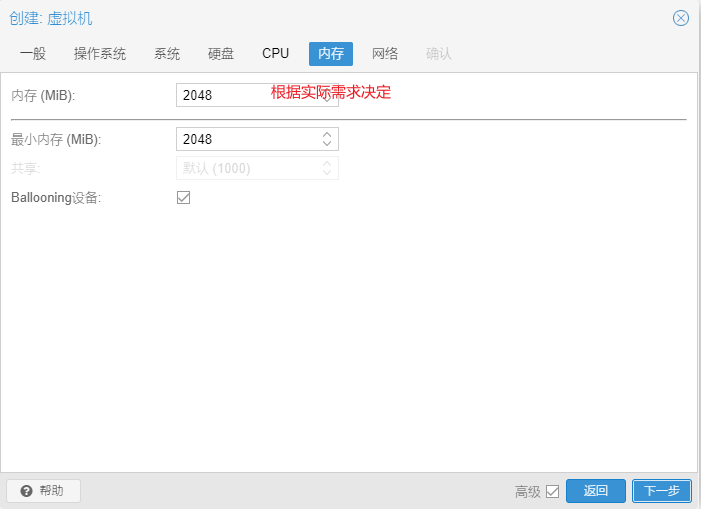 创建: 虚拟机
一般 操作系统 系统 硬盘 CPU 内存 网络 确认
内存 (MiB): 2048 根据实际需求决定
最小内存 (MiB): 2048
共享: 默认 (1000)
Ballooning设备:
帮助 高级 返回 下一步